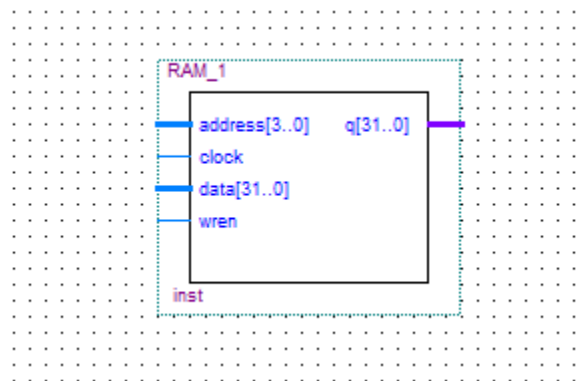 RAM_1
address[3..0] q[31..0]
clock
data[31..0]
wren
inst